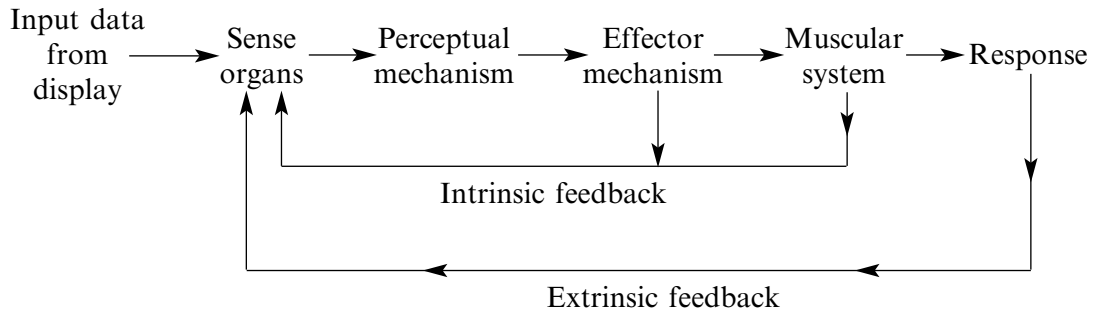 Input data
from
display
Sense
organs
Perceptual
mechanism
Effector
mechanism
Muscular
system
Response
Intrinsic feedback
Extrinsic feedback